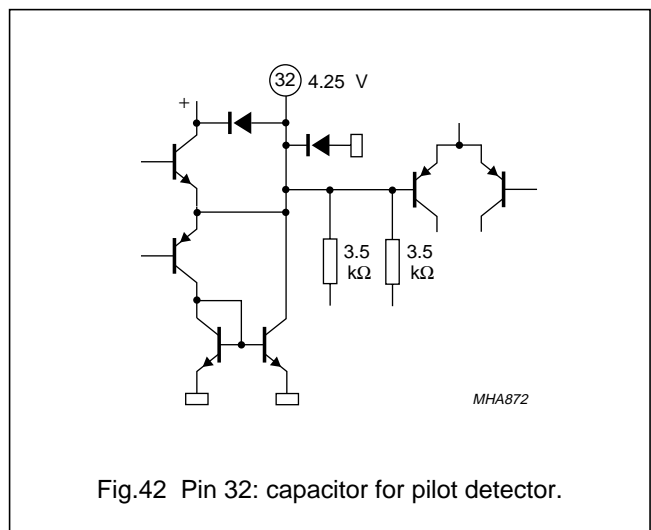 32 4.25 V
+
3.5 kΩ
3.5 kΩ
MHA872
Fig.42 Pin 32: capacitor for pilot detector.